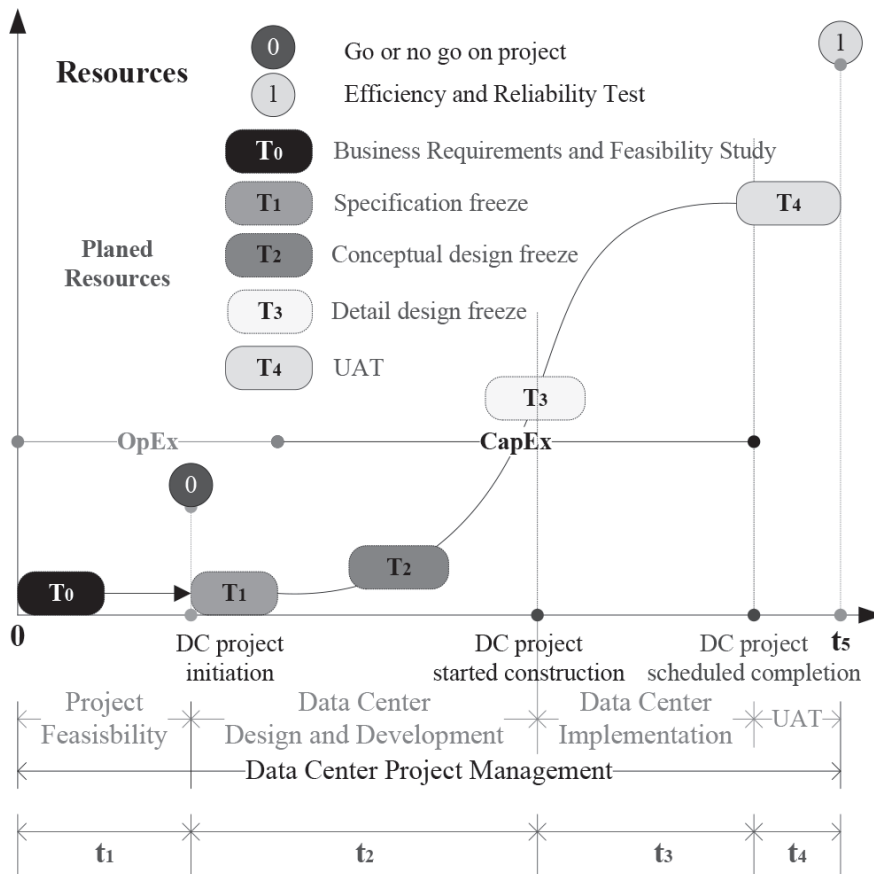 Resources
0 Go or no go on project
1 Efficiency and Reliability Test
1
T0 Business Requirements and Feasibility Study
T1 Specification freeze
T4
Planed
Resources
T2 Conceptual design freeze
T3 Detail design freeze
T4 UAT
T3
OpEx CapEx
0
T2
T0 T1
0 t5
DC project
initiation
DC project
started construction
DC project
scheduled completion
Project
Feasisbility
Data Center
Design and Development
Data Center
Implementation
UAT
Data Center Project Management
t1 t2 t3 t4